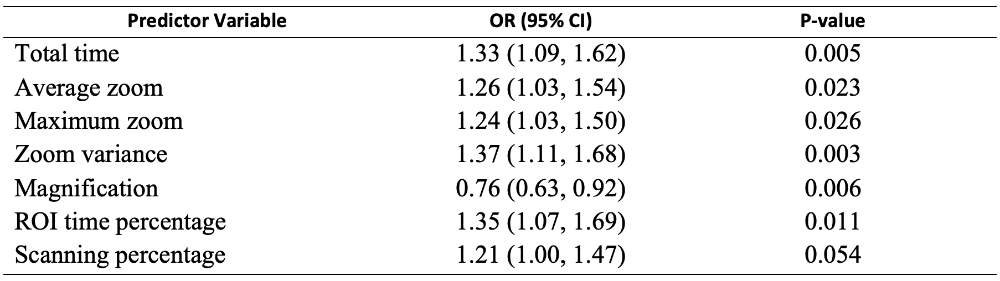 Predictor Variable OR (95% CI) P-value
Total time 1.33 (1.09, 1.62) 0.005
Average zoom 1.26 (1.03, 1.54) 0.023
Maximum zoom 1.24 (1.03, 1.50) 0.026
Zoom variance 1.37 (1.11, 1.68) 0.003
Magnification 0.76 (0.63, 0.92) 0.006
ROI time percentage 1.35 (1.07, 1.69) 0.011
Scanning percentage 1.21 (1.00, 1.47) 0.054